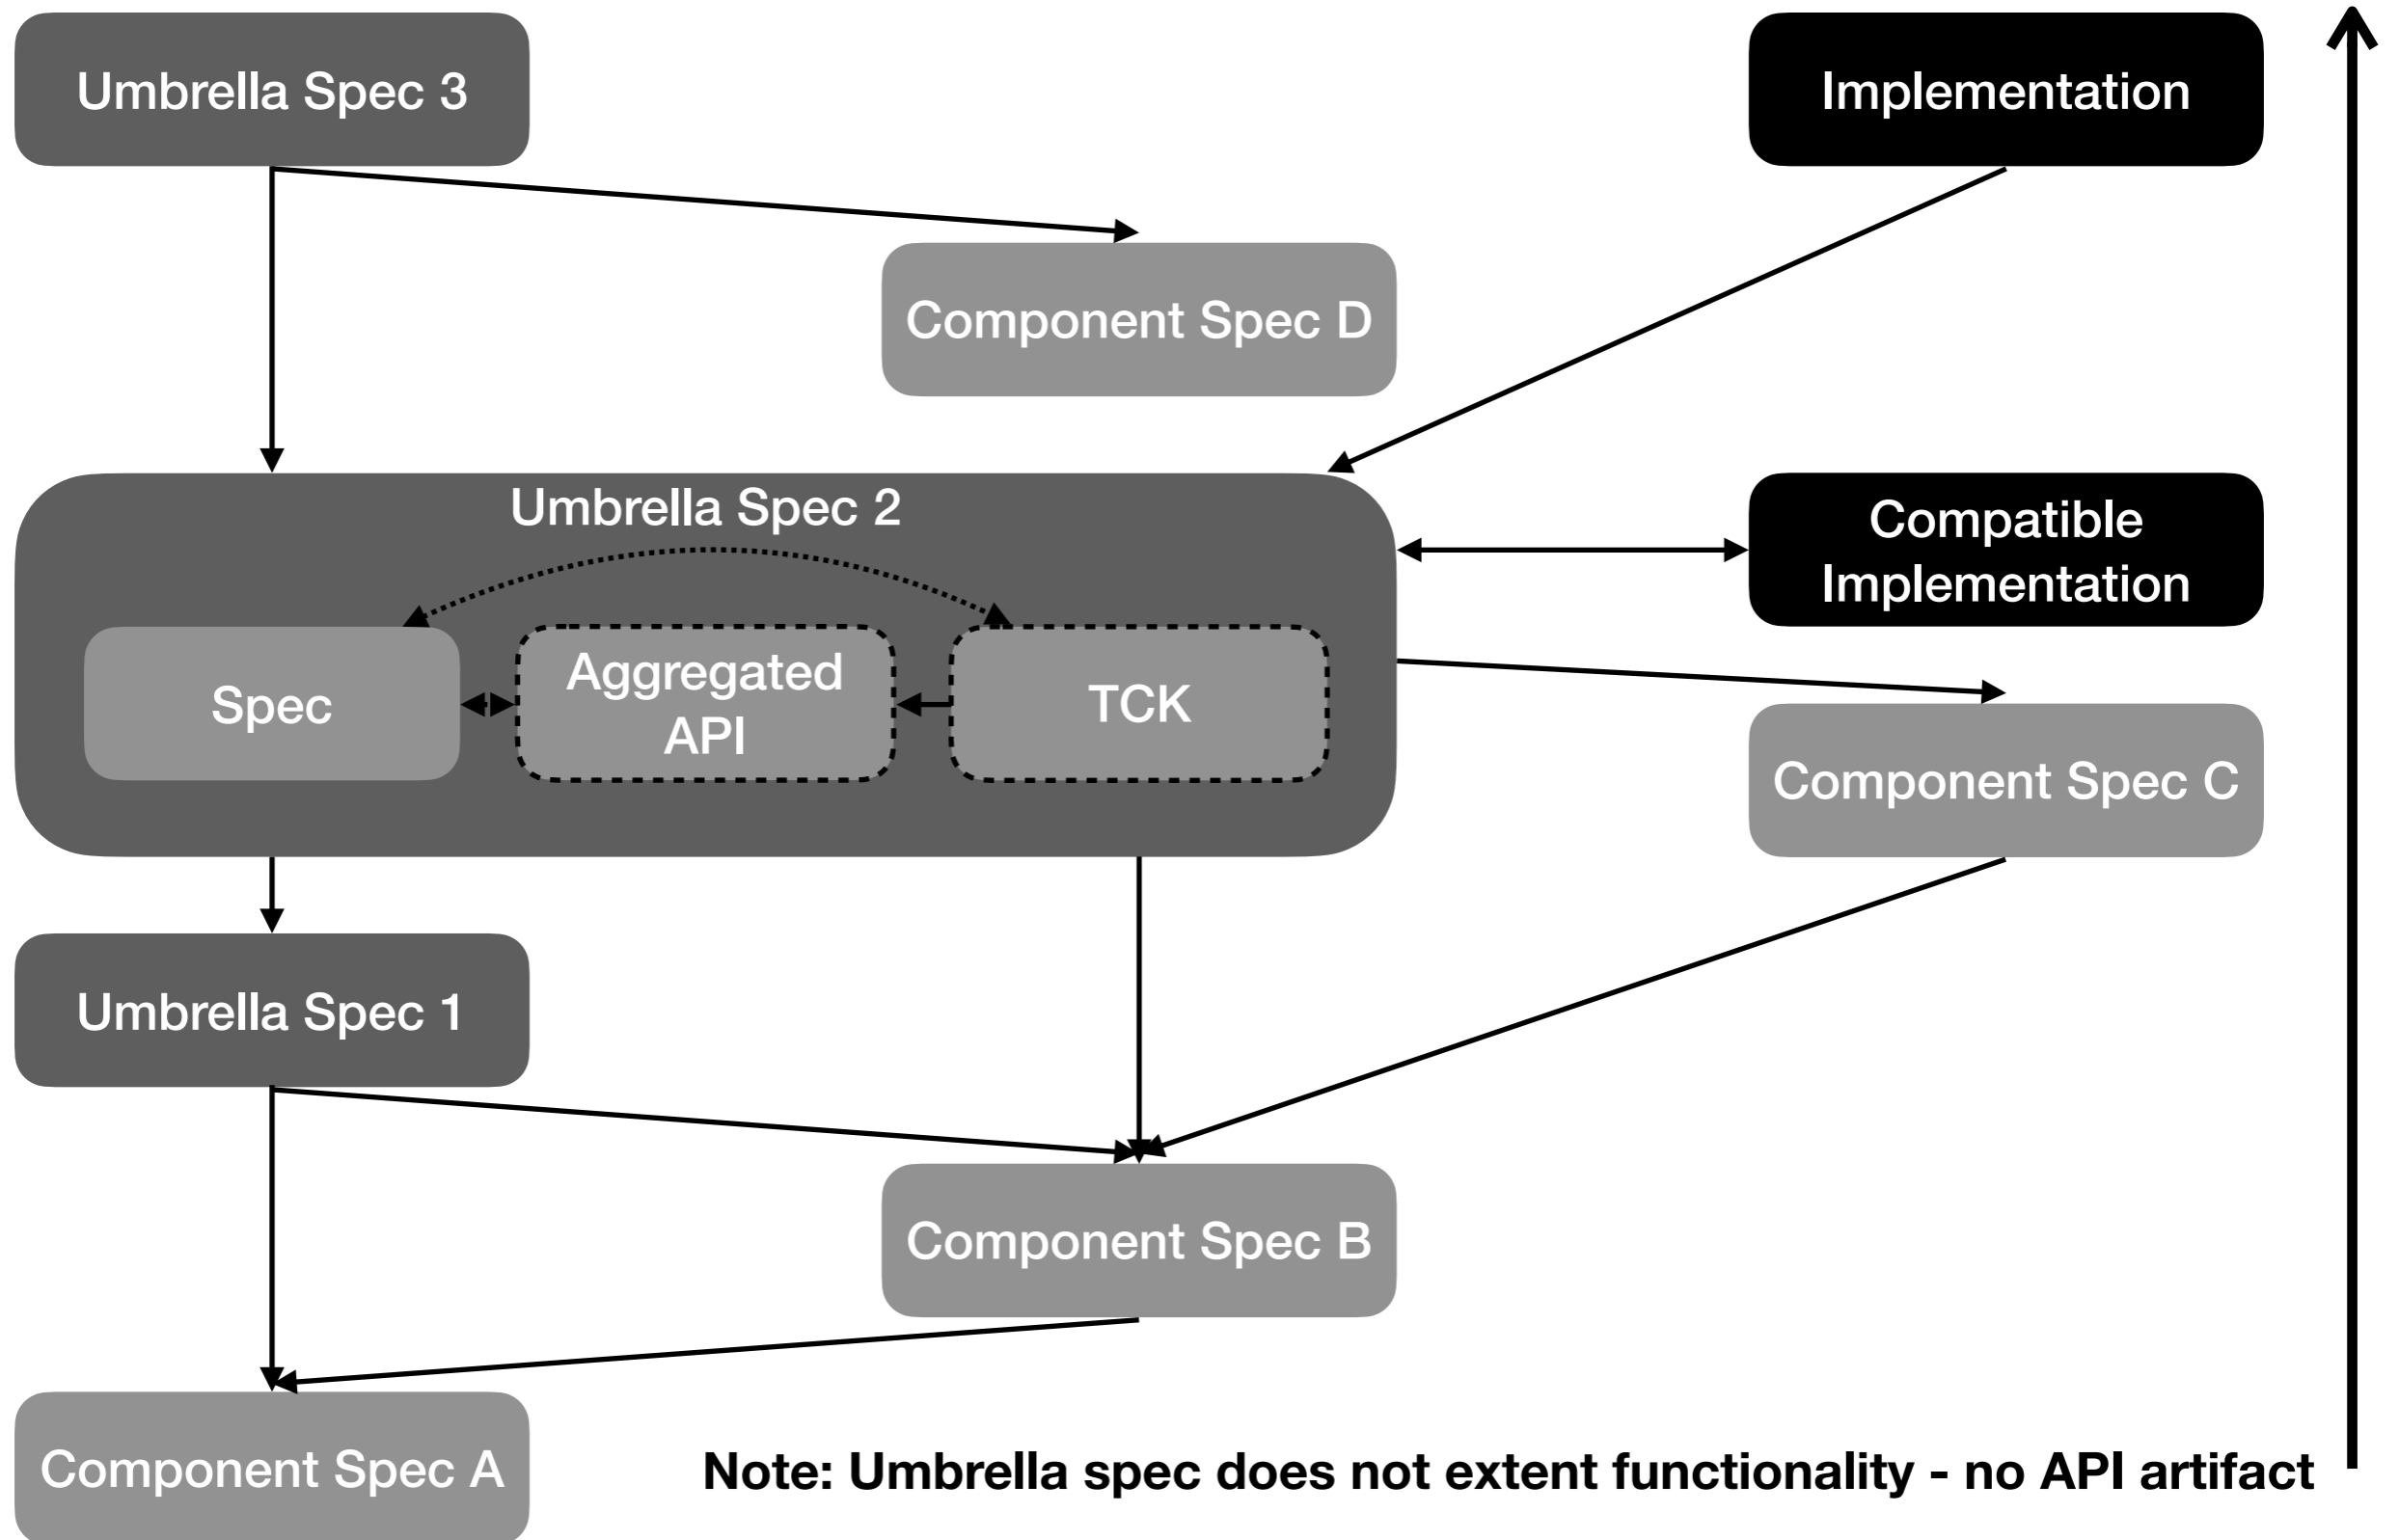 Umbrella Spec 3
Implementation
Component Spec D
Umbrella Spec 2
Compatible
Implementation
Spec
Aggregated
API
TCK
Component Spec C
Umbrella Spec 1
Component Spec B
Component Spec A
Note: Umbrella spec does not extent functionality - no API artifact